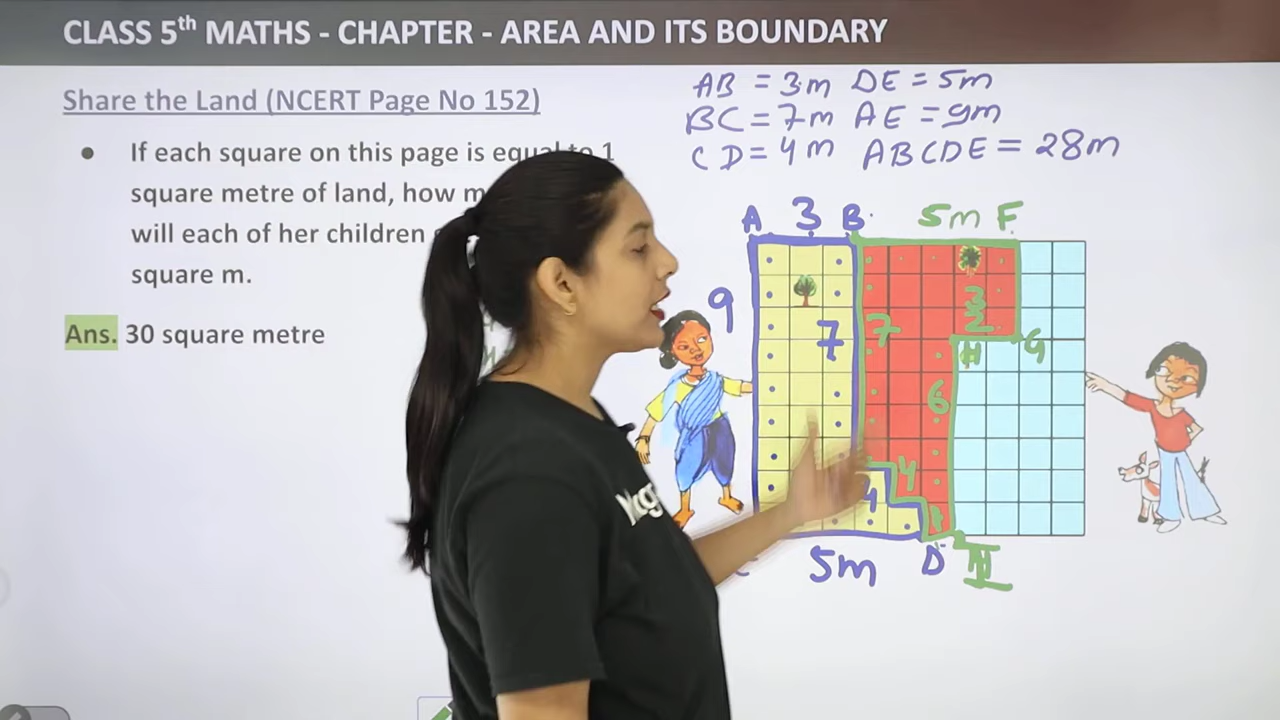 CLASS 5th MATHS - CHAPTER - AREA AND ITS BOUNDARY
Share the Land (NCERT Page No 152)
AB = 3m DE = 5m
BC = 7m AE = 9m
CD = 4m ABCDE = 28m
● If each square on this page is equal to 1
square metre of land, how
will each of her children
square m.
Ans. 30 square metre
A 3 B 5m F
9
7 7 3
2
H G
6
4 4
1
5m D II